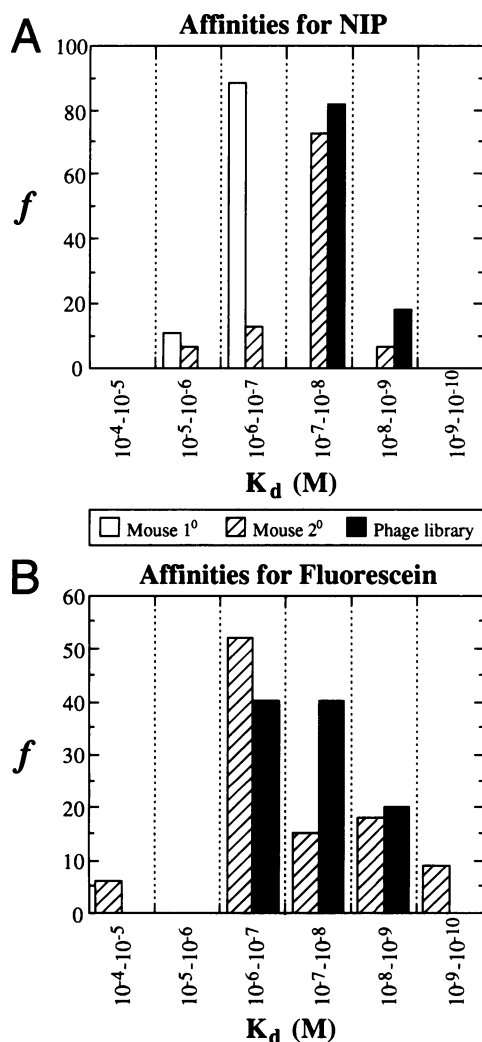 A
Affinities for NIP
100
80
60
40
20
0
f
10⁻⁴-10⁻⁵
10⁻⁵-10⁻⁶
10⁻⁶-10⁻⁷
10⁻⁷-10⁻⁸
10⁻⁸-10⁻⁹
10⁻⁹-10⁻¹⁰
K_d (M)
Mouse 1⁰ Mouse 2⁰ Phage library
B
Affinities for Fluorescein
60
50
40
30
20
10
0
f
10⁻⁴-10⁻⁵
10⁻⁵-10⁻⁶
10⁻⁶-10⁻⁷
10⁻⁷-10⁻⁸
10⁻⁸-10⁻⁹
10⁻⁹-10⁻¹⁰
K_d (M)